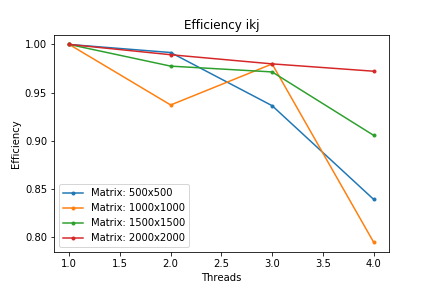 Efficiency ikj
Efficiency
1.00
0.95
0.90
0.85
0.80
Matrix: 500x500
Matrix: 1000x1000
Matrix: 1500x1500
Matrix: 2000x2000
1.0 1.5 2.0 2.5 3.0 3.5 4.0
Threads